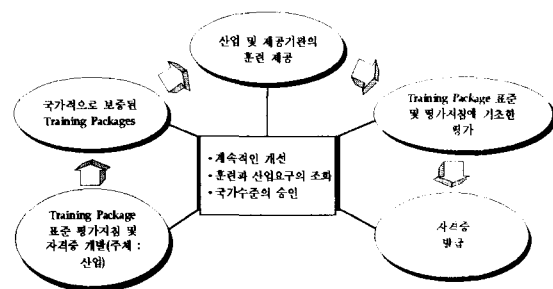 산업 및 제공기관의
훈련 제공
국가적으로 보증된
Training Packages
Training Package 표준
및 평가지침에 기초한
평가
• 계속적인 개선
• 훈련과 산업요구의 조화
• 국가수준의 승인
Training Package
표준 평가지침 및
자격증 개발(주체 :
산업)
자격증
발급